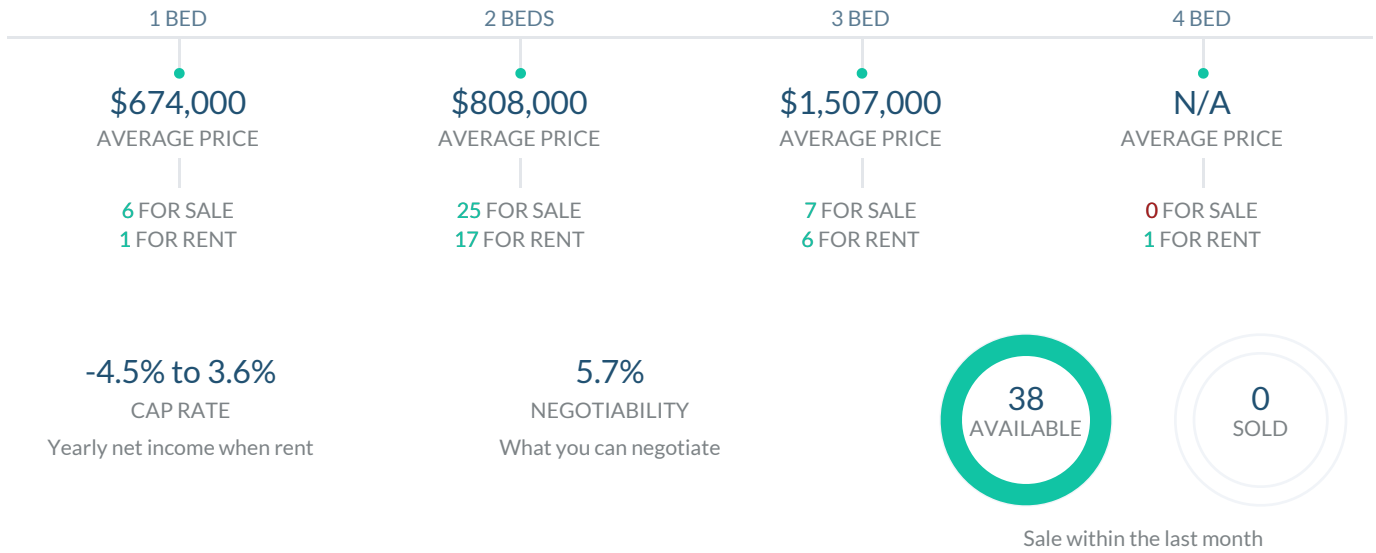 1 BED
2 BEDS
3 BED
4 BED
$674,000
AVERAGE PRICE
6 FOR SALE
1 FOR RENT
$808,000
AVERAGE PRICE
25 FOR SALE
17 FOR RENT
$1,507,000
AVERAGE PRICE
7 FOR SALE
6 FOR RENT
N/A
AVERAGE PRICE
0 FOR SALE
1 FOR RENT
-4.5% to 3.6%
CAP RATE
Yearly net income when rent
5.7%
NEGOTIABILITY
What you can negotiate
38
AVAILABLE
0
SOLD
Sale within the last month